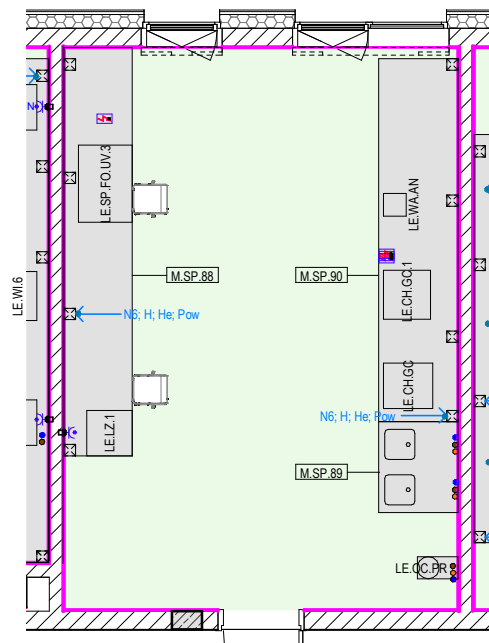 LE.SP.FO.UV.3
LE.WA.AN
N
M.SP.88
M.SP.90
LE.CH.GC.1
LE.WI.6
N6; H; He; Pow
LE.CH.GC
N6; H; He; Pow
LE.LZ.1
M.SP.89
LE.CC.PR